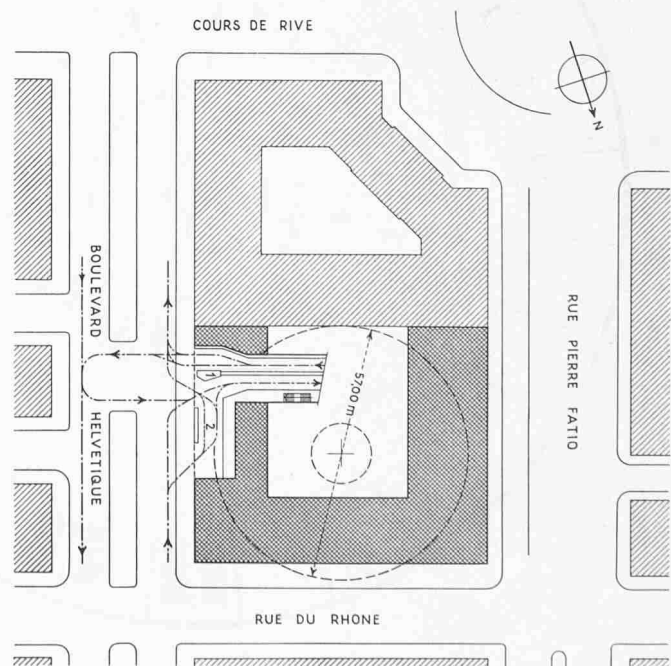 COURS DE RIVE
N
BOULEVARD HELVETIQUE
RUE PIERRE FATIO
1
57,00 m
2
RUE DU RHONE